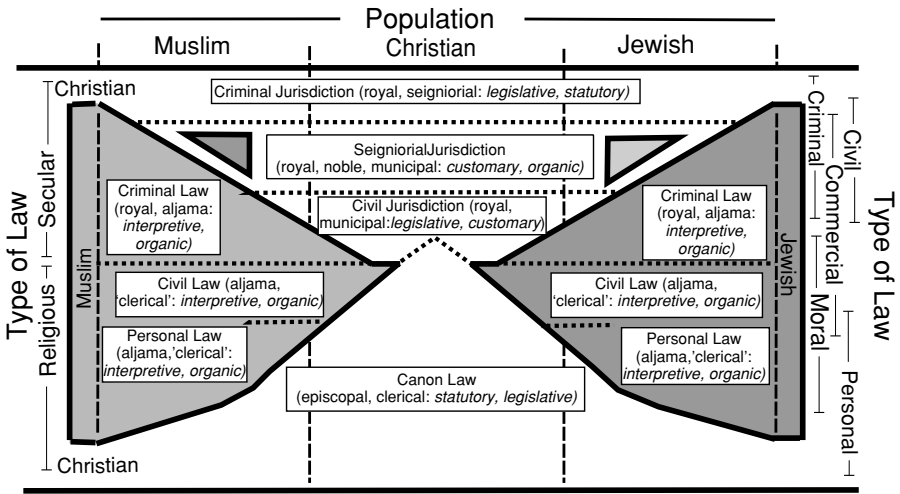 Population
Muslim
Christian
Jewish
Christian
Criminal Jurisdiction (royal, seigniorial: legislative, statutory)
SeigniorialJurisdiction
(royal, noble, municipal: customary, organic)
Civil Jurisdiction (royal,
municipal:legislative, customary)
Criminal Law
(royal, aljama:
interpretive,
organic)
Criminal Law
(royal, aljama:
interpretive,
organic)
Civil Law (aljama,
'clerical': interpretive, organic)
Civil Law (aljama,
'clerical': interpretive, organic)
Personal Law
(aljama,'clerical':
interpretive, organic)
Personal Law
(aljama,'clerical':
interpretive, organic)
Canon Law
(episcopal, clerical: statutory, legislative)
Christian
Type of Law
Secular
Religious
Muslim
Jewish
Criminal
Moral
Commercial
Civil
Personal
Type of Law